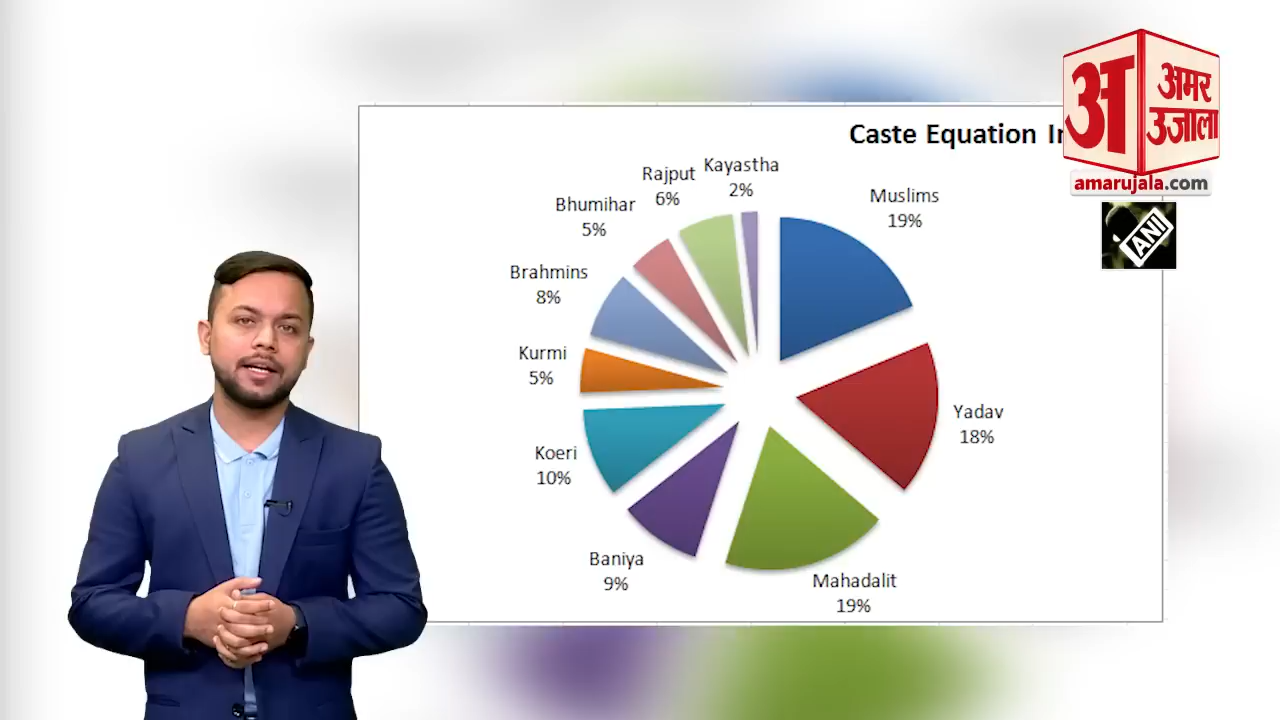 Caste Equation
अ
अमर
उजाला
amarujala.com
ANI
Kayastha
2%
Rajput
6%
Bhumihar
5%
Muslims
19%
Brahmins
8%
Kurmi
5%
Yadav
18%
Koeri
10%
Baniya
9%
Mahadalit
19%